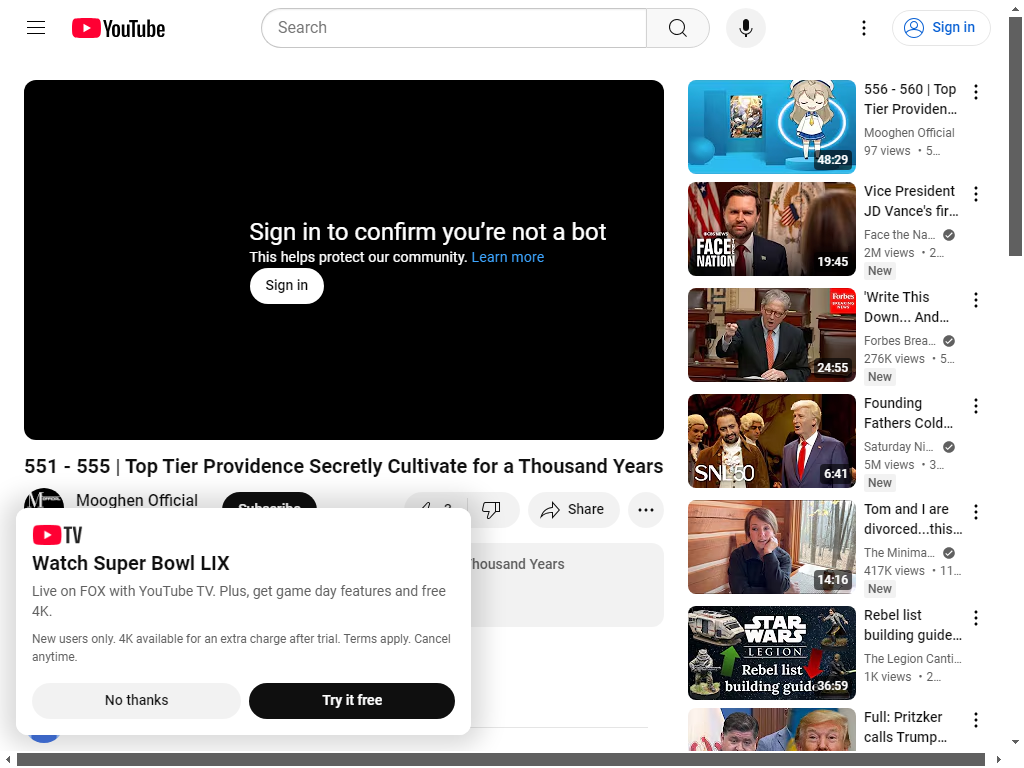 YouTube
Search
Sign in
Sign in to confirm you’re not a bot
This helps protect our community. Learn more
Sign in
551 - 555 | Top Tier Providence Secretly Cultivate for a Thousand Years
Mooghen Official
Subscribe
Share
housand Years
TV
Watch Super Bowl LIX
Live on FOX with YouTube TV. Plus, get game day features and free
4K.
New users only. 4K available for an extra charge after trial. Terms apply. Cancel
anytime.
No thanks
Try it free
48:29
556 - 560 | Top
Tier Providen...
Mooghen Official
97 views • 5...
CBS NEWS
FACE THE
NATION
19:45
Vice President
JD Vance's fir...
Face the Na...
2M views • 2...
New
Forbes
BREAKING
NEWS
24:55
'Write This
Down... And...
Forbes Brea...
276K views • 5...
New
SNL50
6:41
Founding
Fathers Cold...
Saturday Ni...
5M views • 3...
New
14:16
Tom and I are
divorced...this...
The Minima...
417K views • 11...
New
STAR
WARS
LEGION
Rebel list
building guide
36:59
Rebel list
building guide...
The Legion Canti...
1K views • 2...
Full: Pritzker
calls Trump...